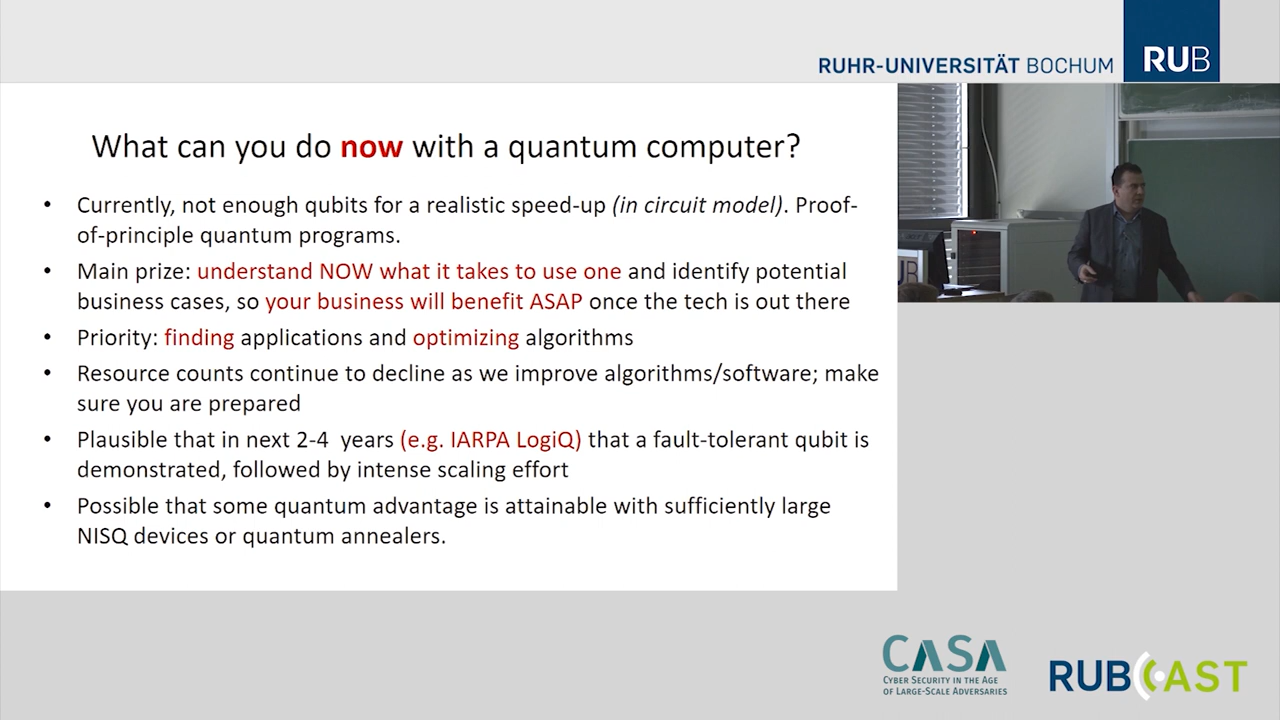 RUHR-UNIVERSITÄT BOCHUM
RUB
What can you do now with a quantum computer?
• Currently, not enough qubits for a realistic speed-up (in circuit model). Proof-
of-principle quantum programs.
• Main prize: understand NOW what it takes to use one and identify potential
business cases, so your business will benefit ASAP once the tech is out there
• Priority: finding applications and optimizing algorithms
• Resource counts continue to decline as we improve algorithms/software; make
sure you are prepared
• Plausible that in next 2-4 years (e.g. IARPA LogiQ) that a fault-tolerant qubit is
demonstrated, followed by intense scaling effort
• Possible that some quantum advantage is attainable with sufficiently large
NISQ devices or quantum annealers.
UB
CASA
CYBER SECURITY IN THE AGE
OF LARGE-SCALE ADVERSARIES
RUBCAST